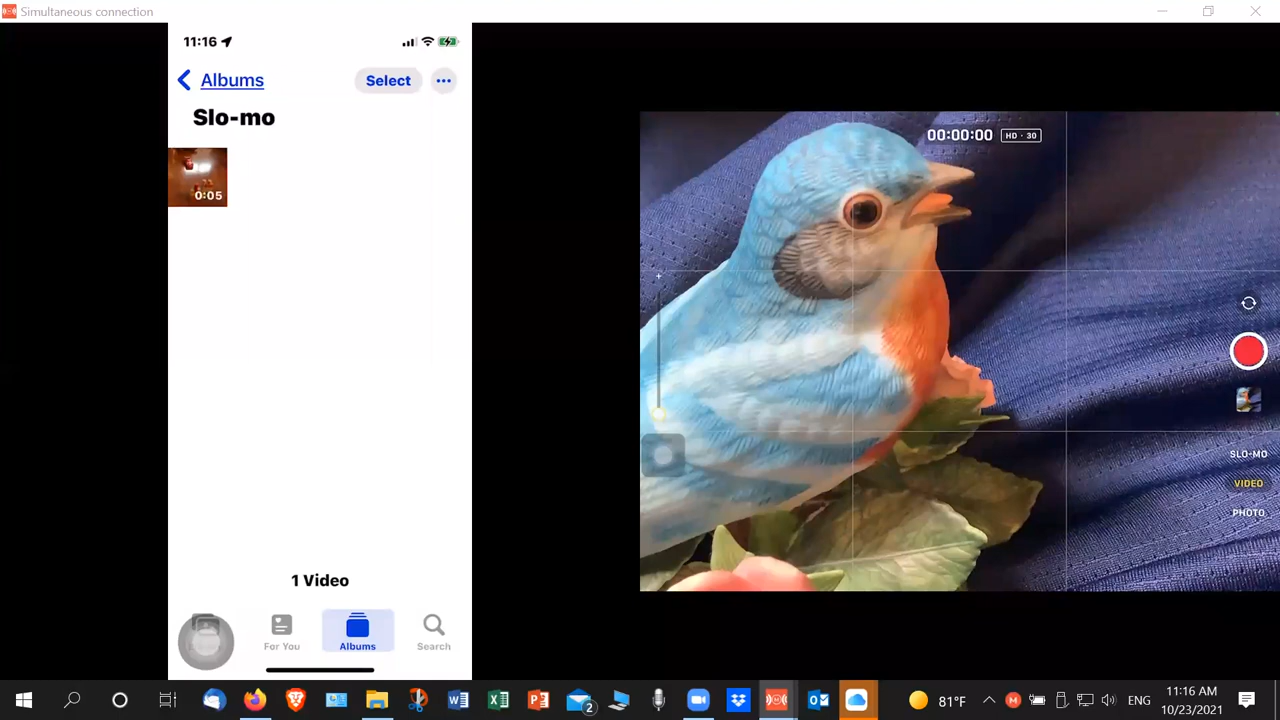 Simultaneous connection
11:16
Albums
Select
Slo-mo
0:05
1 Video
For You
Albums
Search
00:00:00
HD · 30
SLO-MO
VIDEO
PHOTO
2
81°F
ENG
11:16 AM
10/23/2021